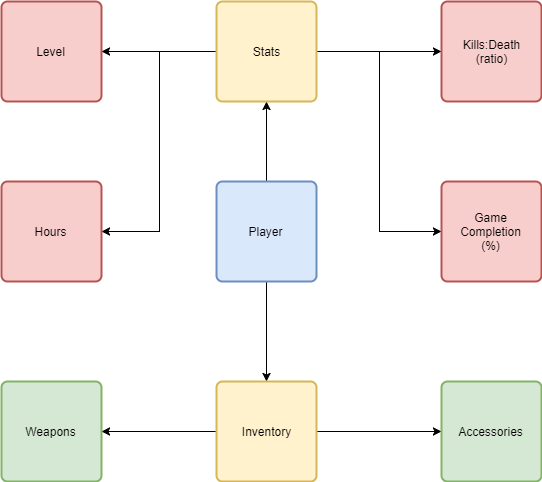 Level
Stats
Kills:Death
(ratio)
Hours
Player
Game
Completion
(%)
Weapons
Inventory
Accessories